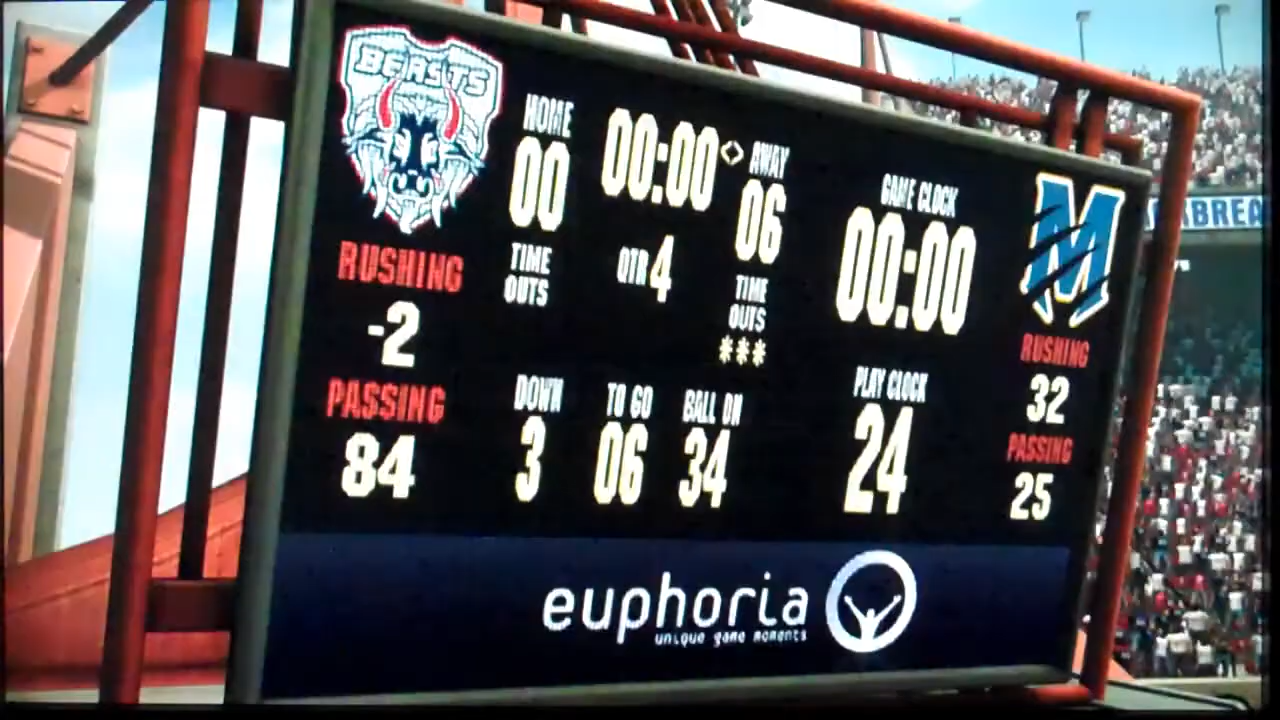 BEASTS
HOME
00
00:00
AWAY
06
GAME CLOCK
00:00
M
RUSHING
-2
TIME
OUTS
QTR 4
TIME
OUTS
***
RUSHING
32
PASSING
84
DOWN
3
TO GO
06
BALL ON
34
PLAY CLOCK
24
PASSING
25
euphoria
unique game moments
BREA